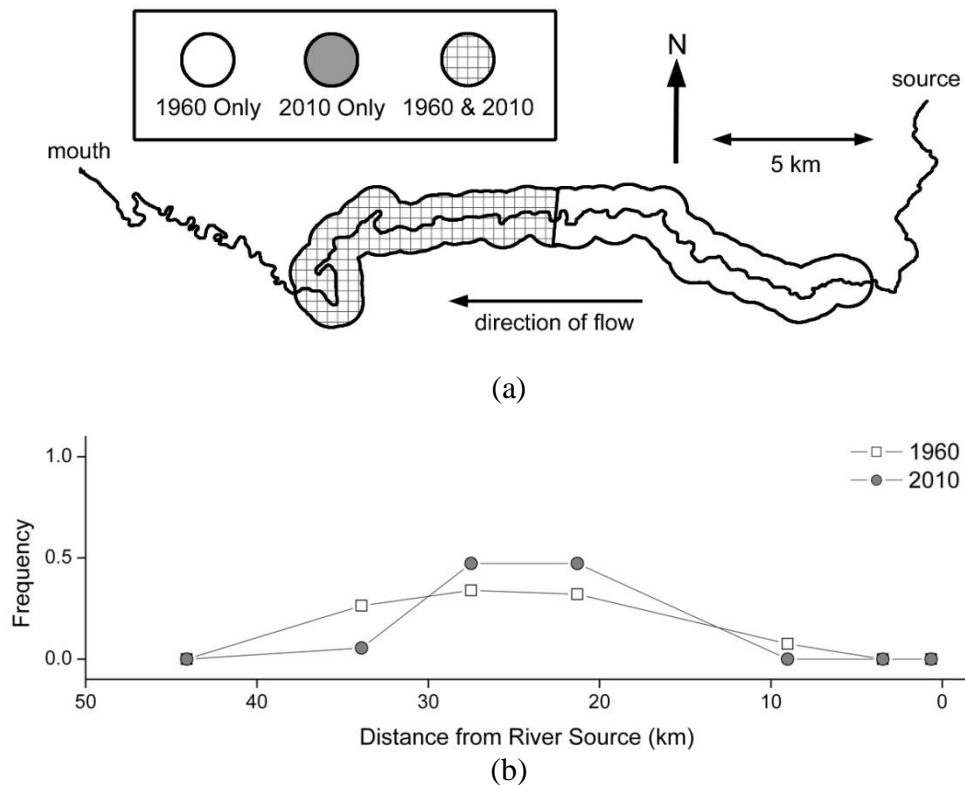 1960 Only 2010 Only 1960 & 2010
N
source
mouth
5 km
direction of flow
(a)
1.0
0.5
0.0
Frequency
1960
2010
50 40 30 20 10 0
Distance from River Source (km)
(b)